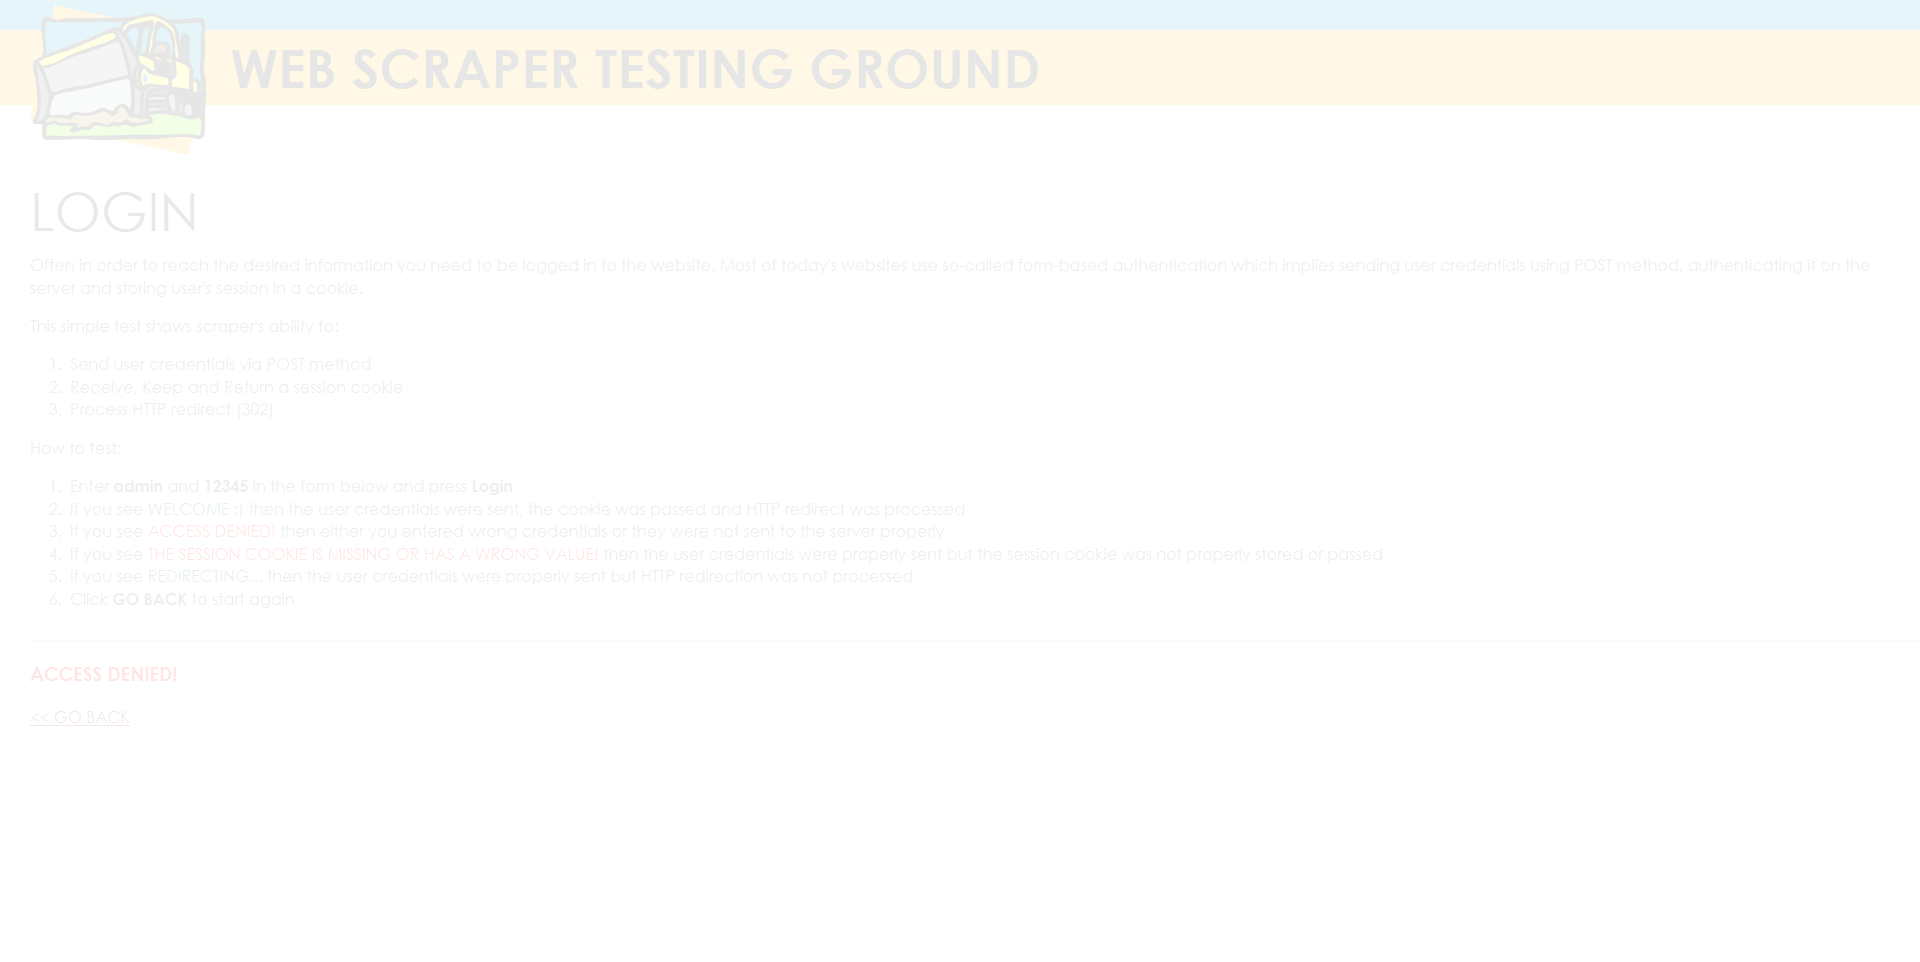 WEB SCRAPER TESTING GROUND
LOGIN
Often in order to reach the desired information you need to be logged in to the website. Most of today's websites use so-called form-based authentication which implies sending user credentials using POST method, authenticating it on the
server and storing user's session in a cookie.
This simple test shows scraper's ability to:
1. Send user credentials via POST method
2. Receive, Keep and Return a session cookie
3. Process HTTP redirect (302)
How to test:
1. Enter admin and 12345 in the form below and press Login
2. If you see WELCOME :) then the user credentials were sent, the cookie was passed and HTTP redirect was processed
3. If you see ACCESS DENIED! then either you entered wrong credentials or they were not sent to the server properly
4. If you see THE SESSION COOKIE IS MISSING OR HAS A WRONG VALUE! then the user credentials were properly sent but the session cookie was not properly stored or passed
5. If you see REDIRECTING... then the user credentials were properly sent but HTTP redirection was not processed
6. Click GO BACK to start again
ACCESS DENIED!
<< GO BACK